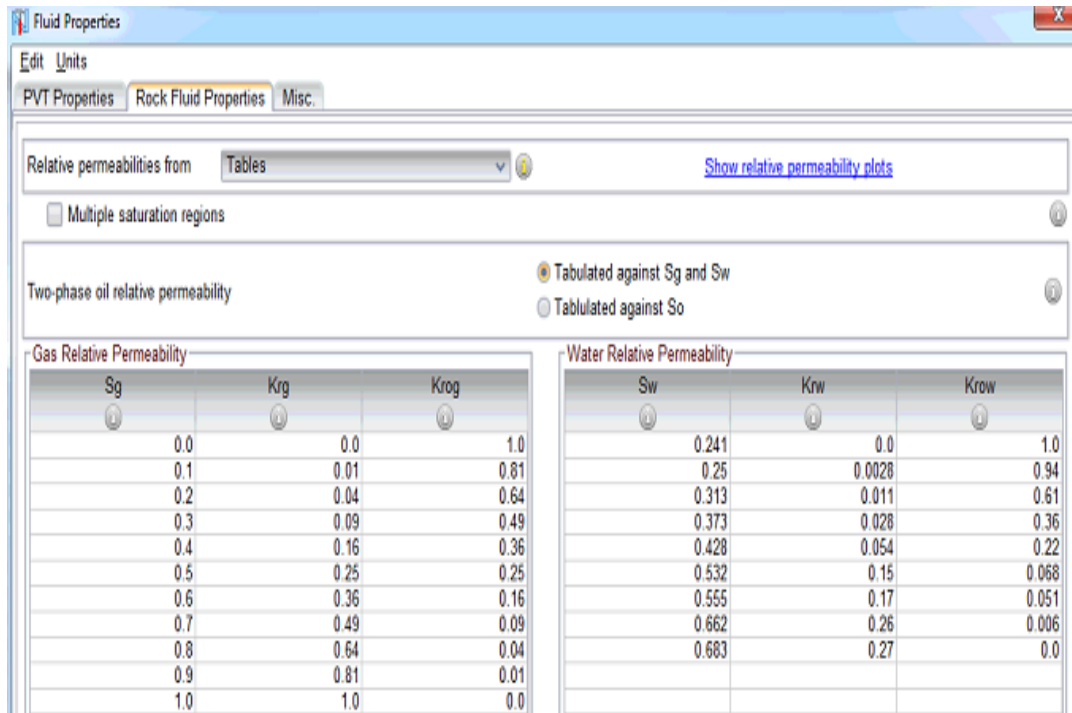 Fluid Properties
Edit Units
PVT Properties Rock Fluid Properties Misc.
Relative permeabilities from Tables Show relative permeability plots
Multiple saturation regions
Two-phase oil relative permeability
Tabulated against Sg and Sw
Tablulated against So
Gas Relative Permeability Water Relative Permeability
Sg Krg Krog Sw Krw Krow
0.0 0.0 1.0 0.241 0.0 1.0
0.1 0.01 0.81 0.25 0.0028 0.94
0.2 0.04 0.64 0.313 0.011 0.61
0.3 0.09 0.49 0.373 0.028 0.36
0.4 0.16 0.36 0.428 0.054 0.22
0.5 0.25 0.25 0.532 0.15 0.068
0.6 0.36 0.16 0.555 0.17 0.051
0.7 0.49 0.09 0.662 0.26 0.006
0.8 0.64 0.04 0.683 0.27 0.0
0.9 0.81 0.01
1.0 1.0 0.0